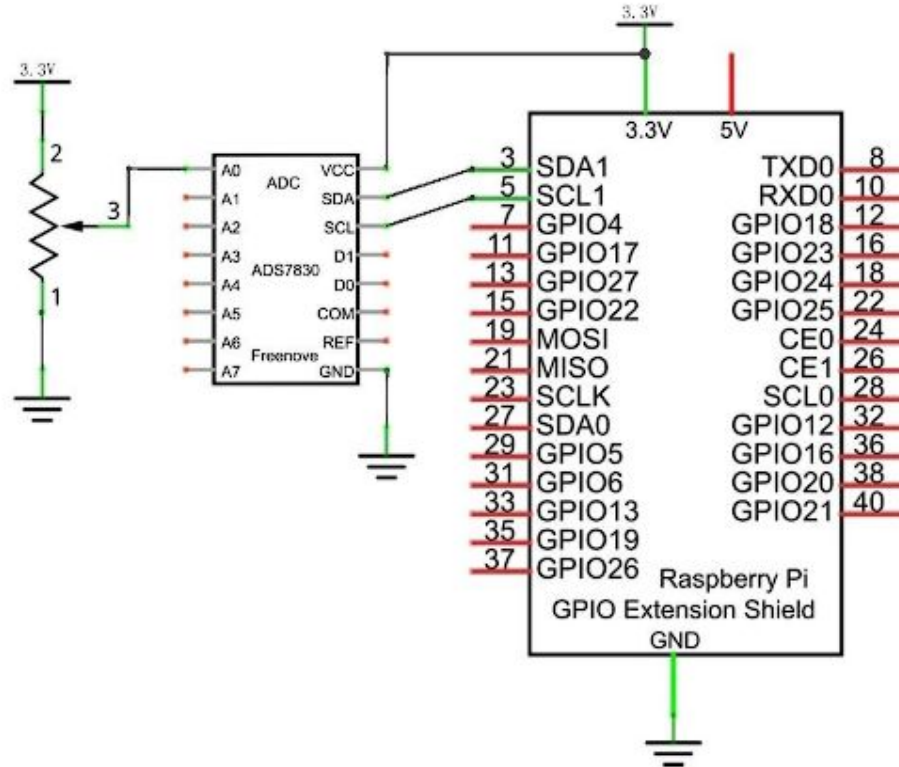 3.3V
3.3V
2
3
1
A0 VCC
ADC
A1 SDA
A2 SCL
A3 D1
ADS7830
A4 D0
A5 COM
A6 REF
Freenove
A7 GND
3.3V 5V
3 SDA1 TXD0 8
5 SCL1 RXD0 10
7 GPIO4 GPIO18 12
11 GPIO17 GPIO23 16
13 GPIO27 GPIO24 18
15 GPIO22 GPIO25 22
19 MOSI CE0 24
21 MISO CE1 26
23 SCLK SCL0 28
27 SDA0 GPIO12 32
29 GPIO5 GPIO16 36
31 GPIO6 GPIO20 38
33 GPIO13 GPIO21 40
35 GPIO19
37 GPIO26
Raspberry Pi
GPIO Extension Shield
GND